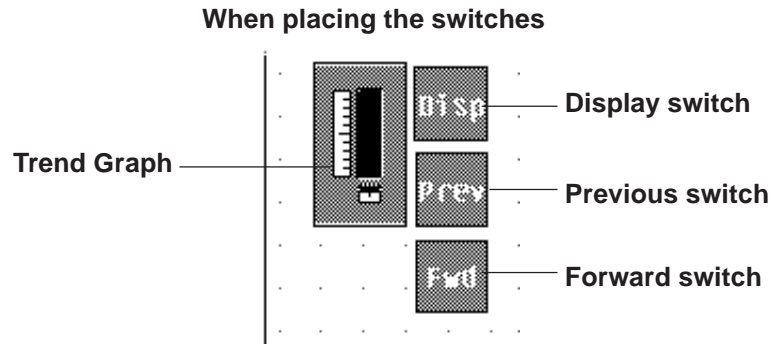 When placing the switches
Disp
Display switch
Trend Graph
Prev
Previous switch
Fwd
Forward switch